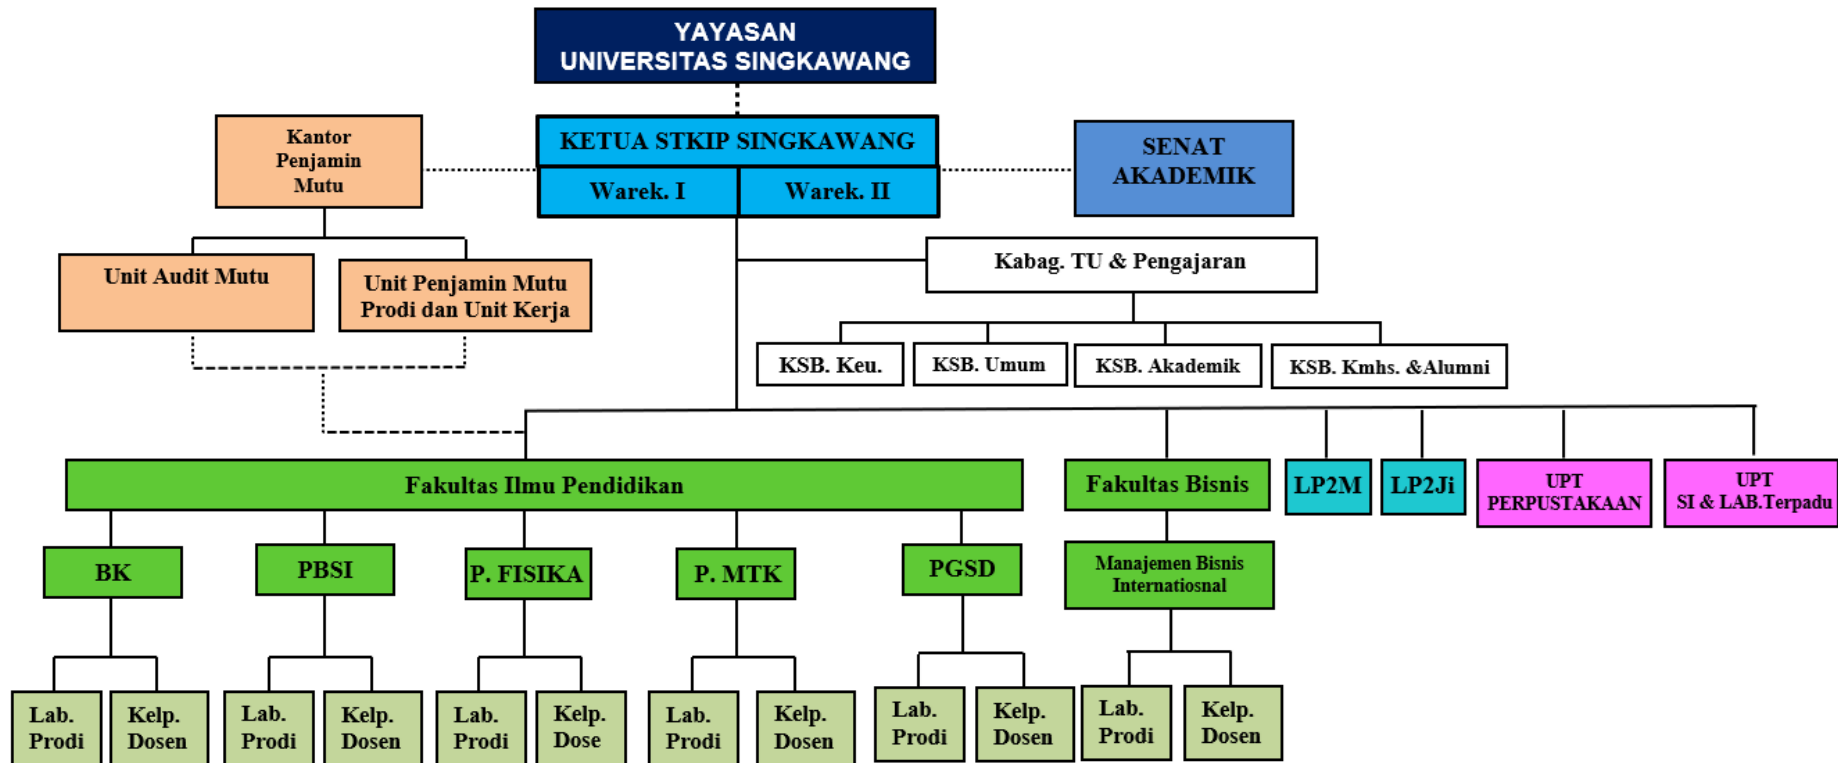 YAYASAN
UNIVERSITAS SINGKAWANG
Kantor
Penjamin
Mutu
KETUA STKIP SINGKAWANG
Warek. I
Warek. II
SENAT
AKADEMIK
Unit Audit Mutu
Unit Penjamin Mutu
Prodi dan Unit Kerja
Kabag. TU & Pengajaran
KSB. Keu.
KSB. Umum
KSB. Akademik
KSB. Kmhs. &Alumni
Fakultas Ilmu Pendidikan
Fakultas Bisnis
LP2M
LP2Ji
UPT
PERPUSTAKAAN
UPT
SI & LAB.Terpadu
BK
PBSI
P. FISIKA
P. MTK
PGSD
Manajemen Bisnis
Internatiosnal
Lab.
Prodi
Kelp.
Dosen
Lab.
Prodi
Kelp.
Dosen
Lab.
Prodi
Kelp.
Dose
Lab.
Prodi
Kelp.
Dosen
Lab.
Prodi
Kelp.
Dosen
Lab.
Prodi
Kelp.
Dosen